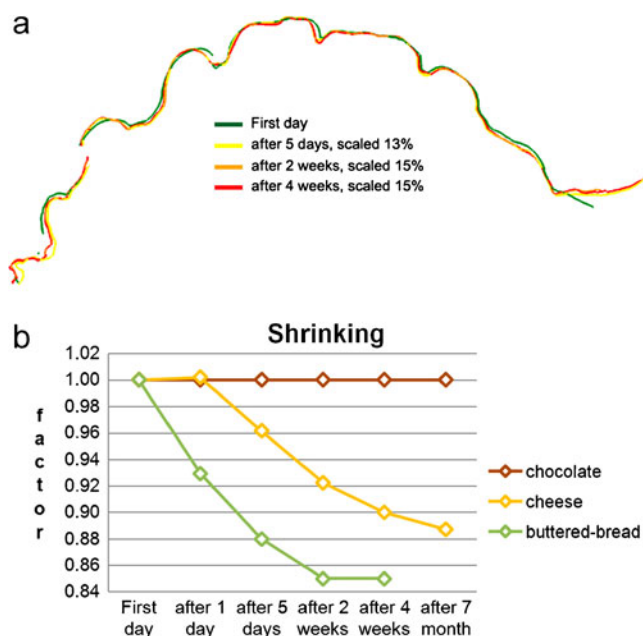 a
First day
after 5 days, scaled 13%
after 2 weeks, scaled 15%
after 4 weeks, scaled 15%
b
Shrinking
1.02
1.00
0.98
0.96
0.94
0.92
0.90
0.88
0.86
0.84
factor
chocolate
cheese
buttered-bread
First day
after 1 day
after 5 days
after 2 weeks
after 4 weeks
after 7 month